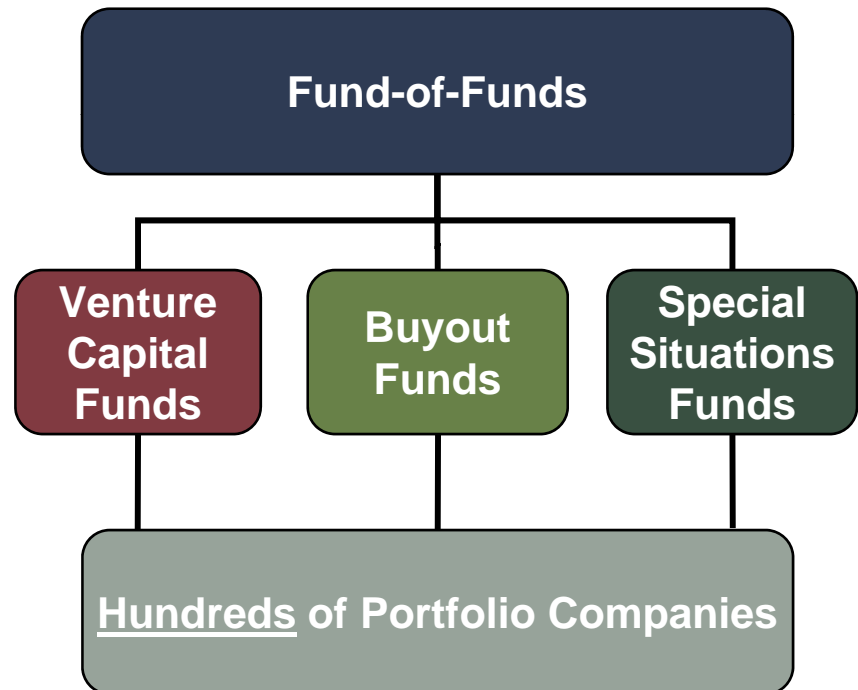 Fund-of-Funds
Venture
Capital
Funds
Buyout
Funds
Special
Situations
Funds
Hundreds of Portfolio Companies